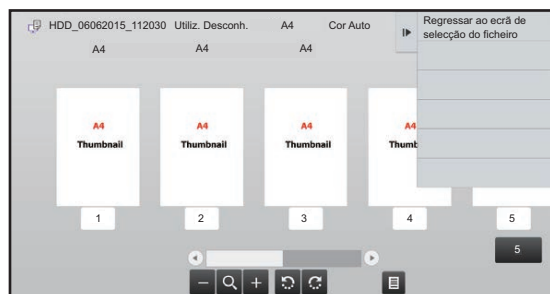 HDD_06062015_112030 Utiliz. Desconh. A4 Cor Auto
Regressar ao ecrã de
selecção do ficheiro
A4 A4 A4
A4 A4 A4 A4
Thumbnail Thumbnail Thumbnail Thumb
1 2 3 4 5
5